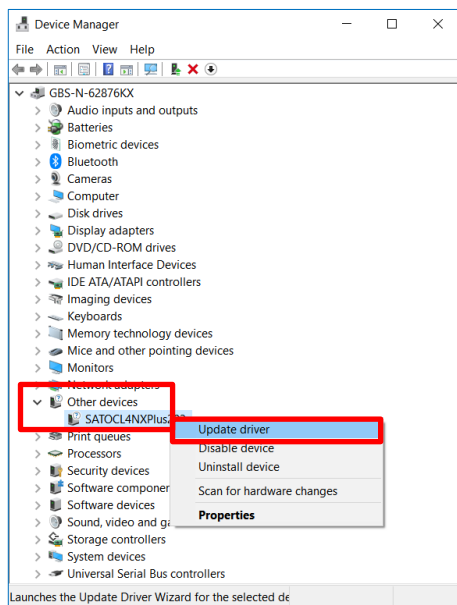 Device Manager
File Action View Help
GBS-N-62876KX
Audio inputs and outputs
Batteries
Biometric devices
Bluetooth
Cameras
Computer
Disk drives
Display adapters
DVD/CD-ROM drives
Human Interface Devices
IDE ATA/ATAPI controllers
Imaging devices
Keyboards
Memory technology devices
Mice and other pointing devices
Monitors
Network adapters
Other devices
SATOCL4NXPlus
Update driver
Print queues
Disable device
Processors
Uninstall device
Security devices
Software componer
Scan for hardware changes
Software devices
Properties
Sound, video and ga
Storage controllers
System devices
Universal Serial Bus controllers
Launches the Update Driver Wizard for the selected de